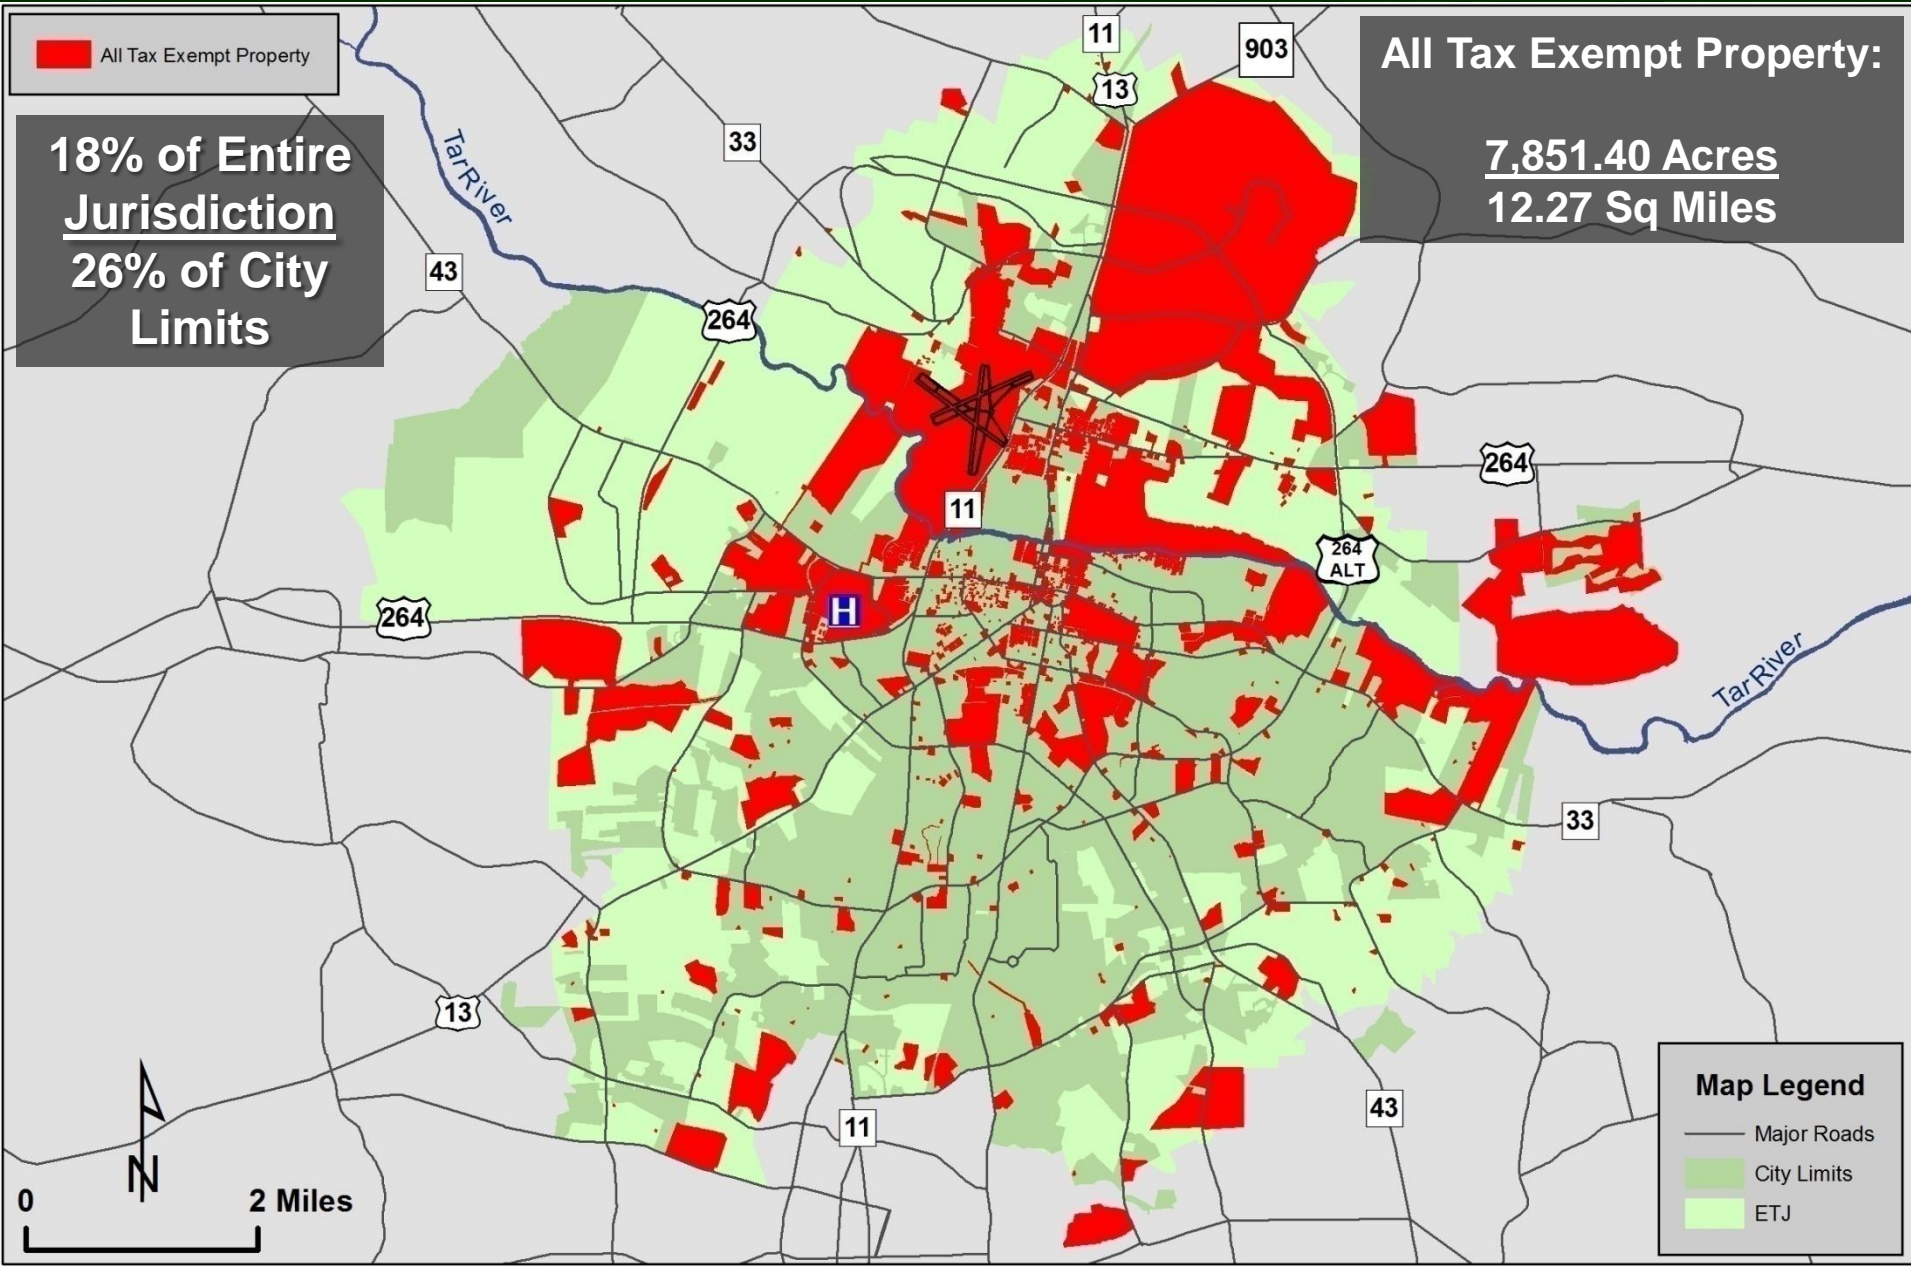 All Tax Exempt Property
18% of Entire
Jurisdiction
26% of City
Limits
All Tax Exempt Property:
7,851.40 Acres
12.27 Sq Miles
11
13
903
33
Tar River
43
264
264
11
264
ALT
H
264
Tar River
33
13
11
43
N
0 2 Miles
Map Legend
Major Roads
City Limits
ETJ